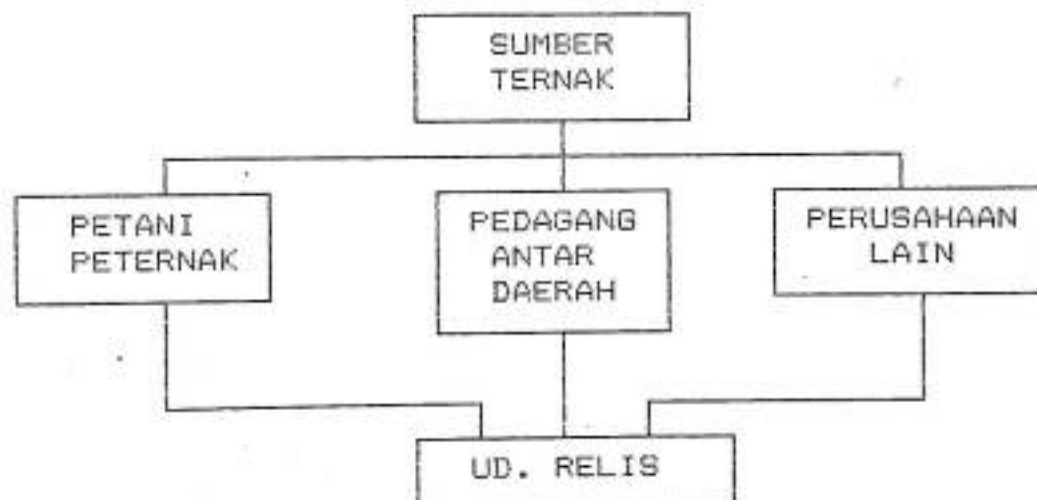 SUMBER
TERNAK
PETANI
PETERNAK
PEDAGANG
ANTAR
DAERAH
PERUSAHAAN
LAIN
UD. RELIS